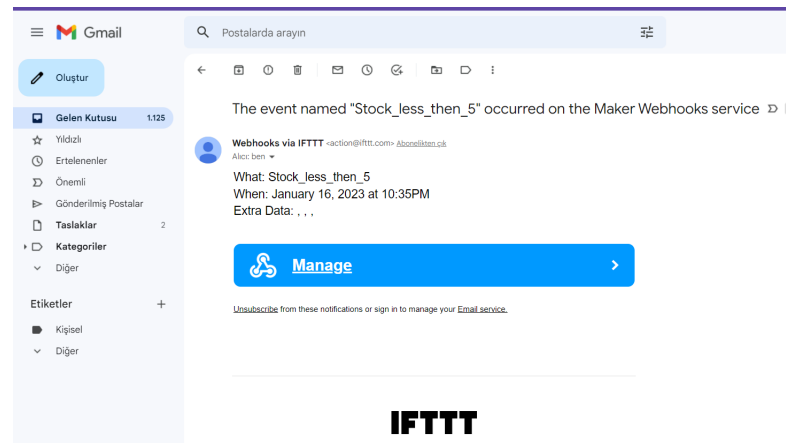 Gmail
Postalarda arayın
Oluştur
Gelen Kutusu 1.125
Yıldızlı
Ertelenenler
Önemli
Gönderilmiş Postalar
Taslaklar 2
Kategoriler
Diğer
Etiketler +
Kişisel
Diğer
The event named "Stock_less_then_5" occurred on the Maker Webhooks service
Webhooks via IFTTT <action@ifttt.com> Abonelikten çık
Alıcı: ben
What: Stock_less_then_5
When: January 16, 2023 at 10:35PM
Extra Data: , , ,
Manage
Unsubscribe from these notifications or sign in to manage your Email service.
IFTTT